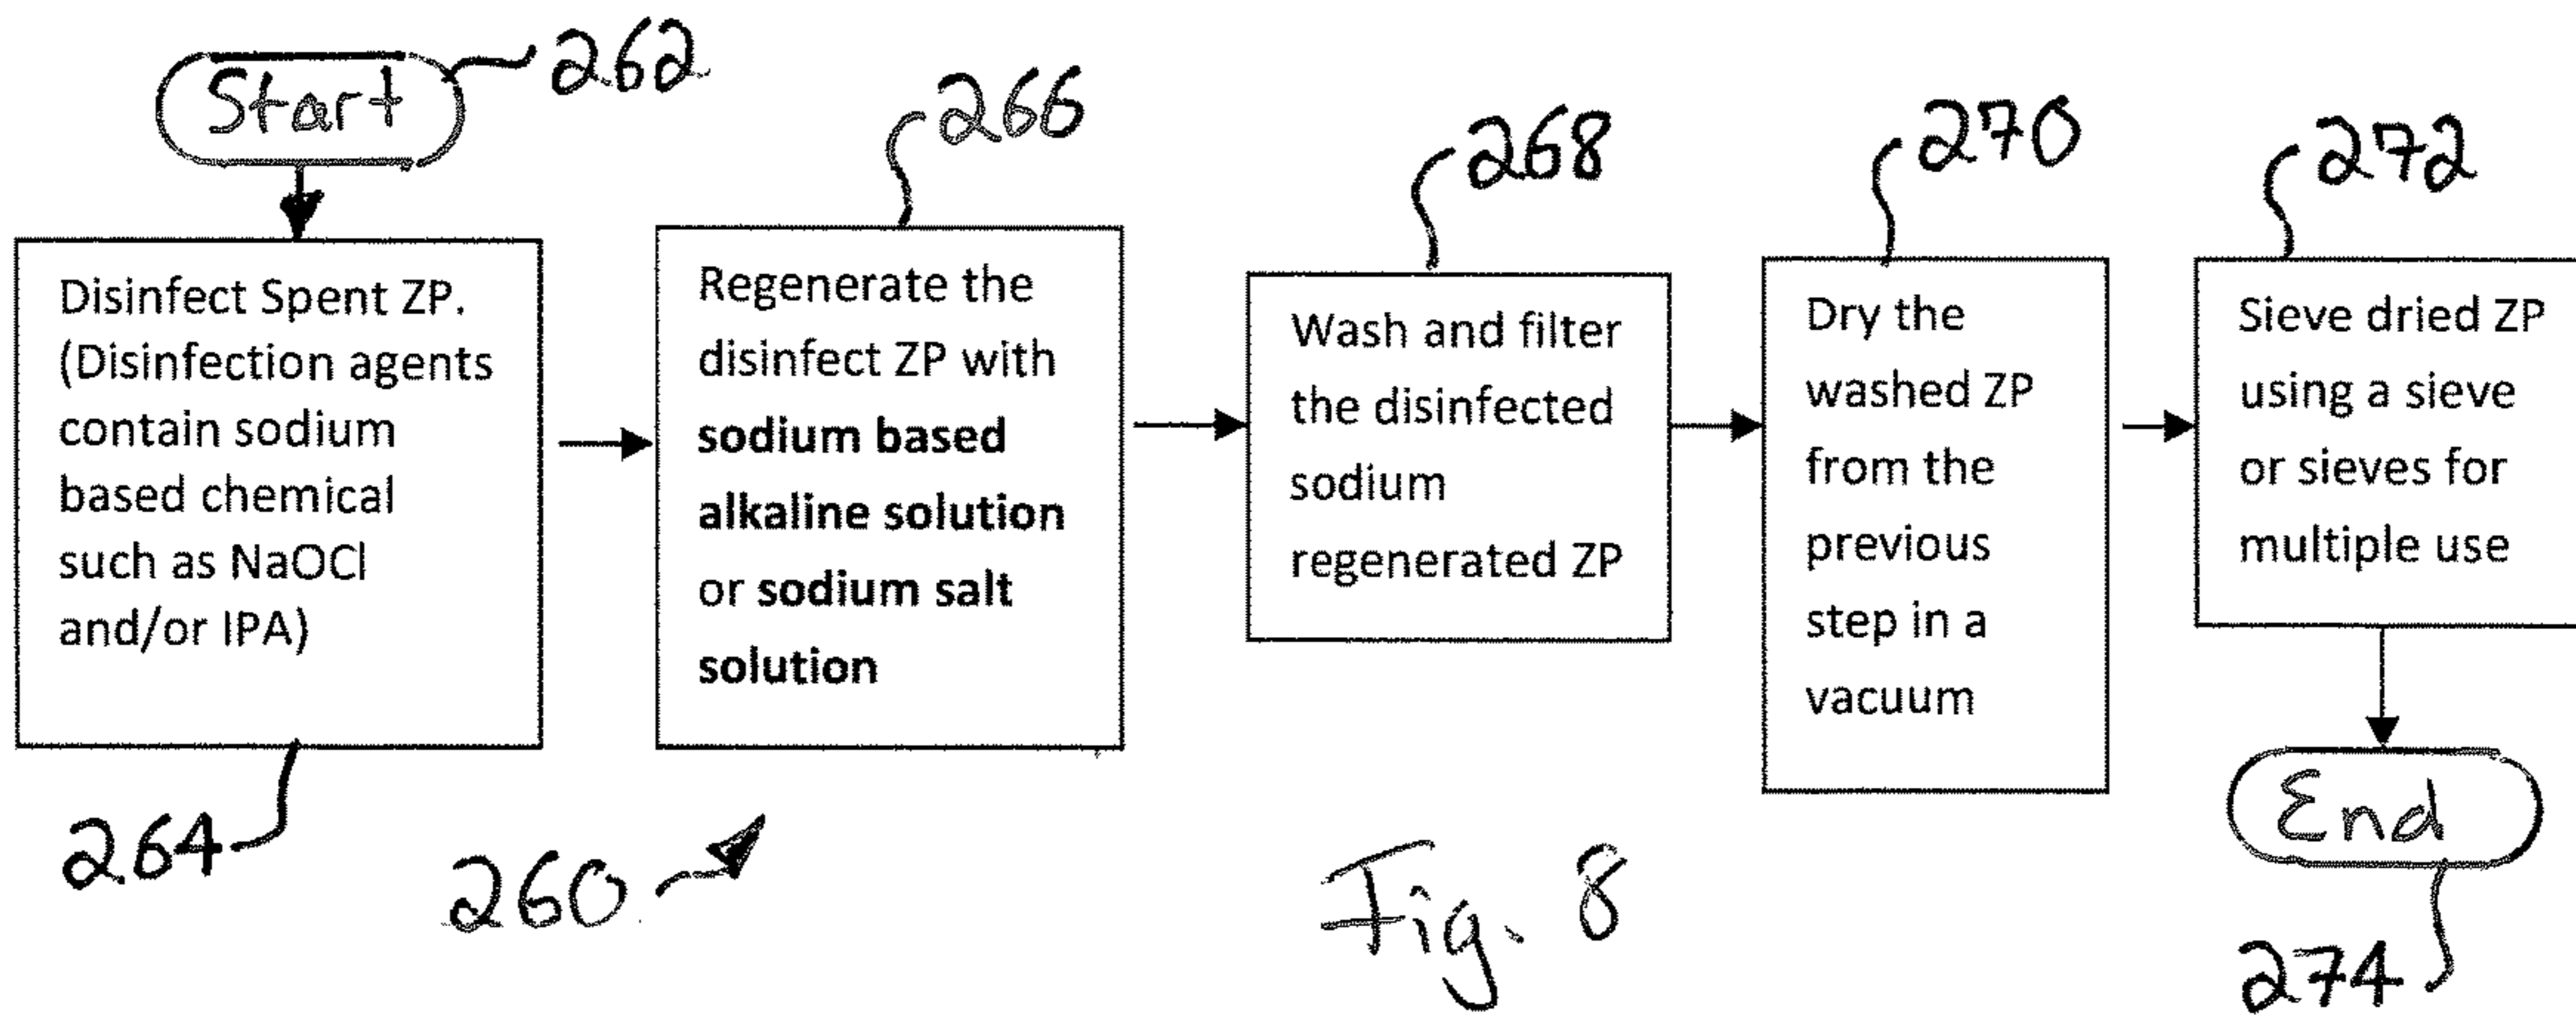 Start
262
266
268
270
272
Disinfect Spent ZP.
(Disinfection agents
contain sodium
based chemical
such as NaOCl
and/or IPA)
264
Regenerate the
disinfect ZP with
sodium based
alkaline solution
or sodium salt
solution
260
Wash and filter
the disinfected
sodium
regenerated ZP
Dry the
washed ZP
from the
previous
step in a
vacuum
Sieve dried ZP
using a sieve
or sieves for
multiple use
End
274
Fig. 8